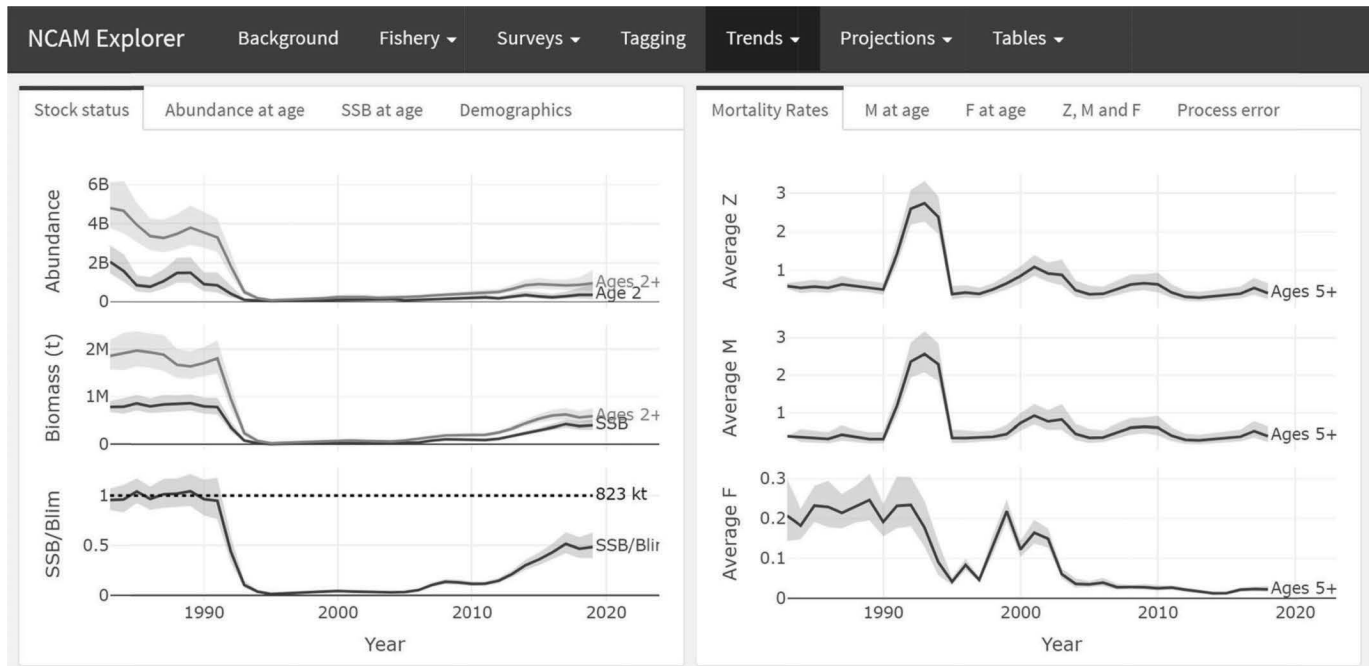 NCAM Explorer Background Fishery Surveys Tagging Trends Projections Tables
Stock status Abundance at age SSB at age Demographics
Abundance
6B
4B
2B
0
Ages 2+
Age 2
Biomass (t)
2M
1M
0
Ages 2+
SSB
SSB/Blim
1
0.5
0
823 kt
SSB/Blir
1990 2000 2010 2020
Year
Mortality Rates M at age F at age Z, M and F Process error
Average Z
3
2
1
Ages 5+
Average M
3
2
1
Ages 5+
Average F
0.3
0.2
0.1
0
Ages 5+
1990 2000 2010 2020
Year